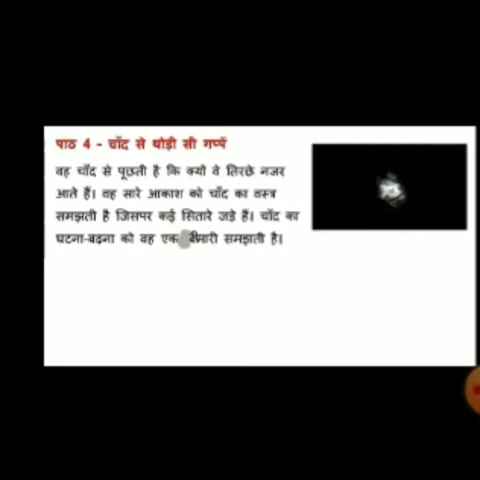 पाठ 4 - चाँद से थोड़ी सी गप्पें
वह चाँद से पूछती है कि क्यों वे तिरछे नजर
आते हैं। वह सारे आकाश को चाँद का वस्त्र
समझती है जिसपर कई सितारे जड़े हैं। चाँद का
घटना-बढ़ना को वह एक बीमारी समझती है।